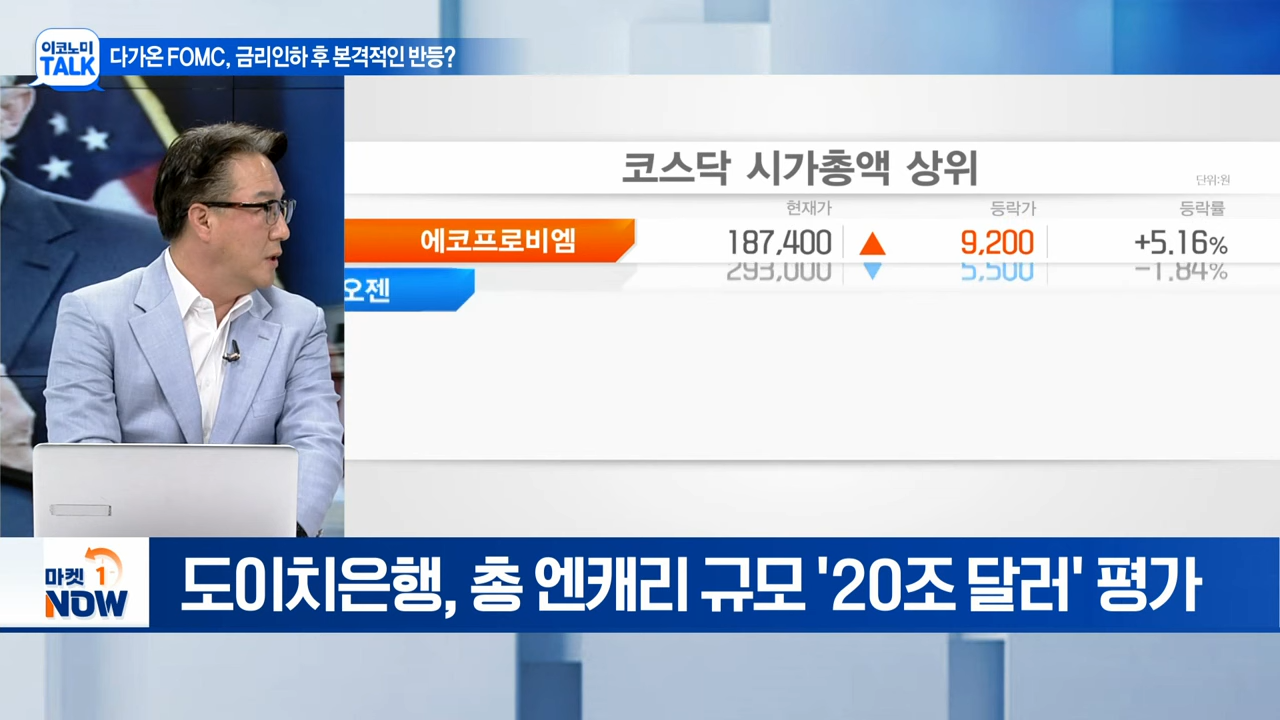 이코노미
TALK
다가온 FOMC, 금리인하 후 본격적인 반등?
코스닥 시가총액 상위
단위:원
현재가 등락가 등락률
에코프로비엠 187,400 ▲ 9,200 +5.16%
오젠 293,000 ▼ 5,500 -1.84%
마켓 1
NOW
도이치은행, 총 엔캐리 규모 '20조 달러' 평가